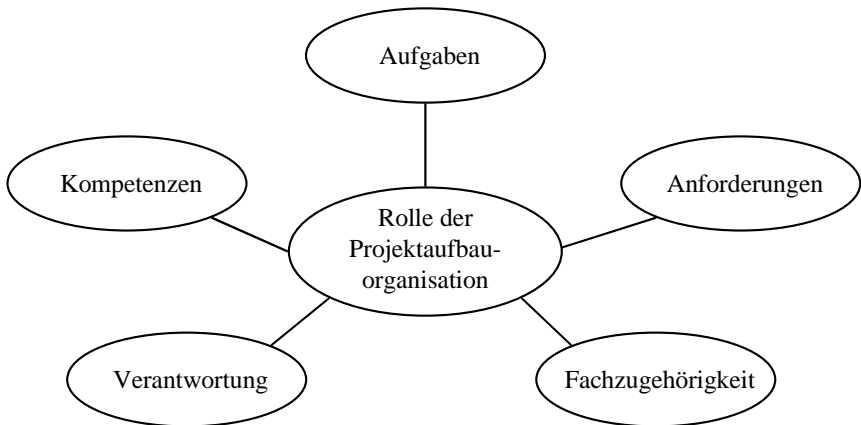 Aufgaben
Kompetenzen
Anforderungen
Rolle der
Projektaufbau-
organisation
Verantwortung
Fachzugehörigkeit